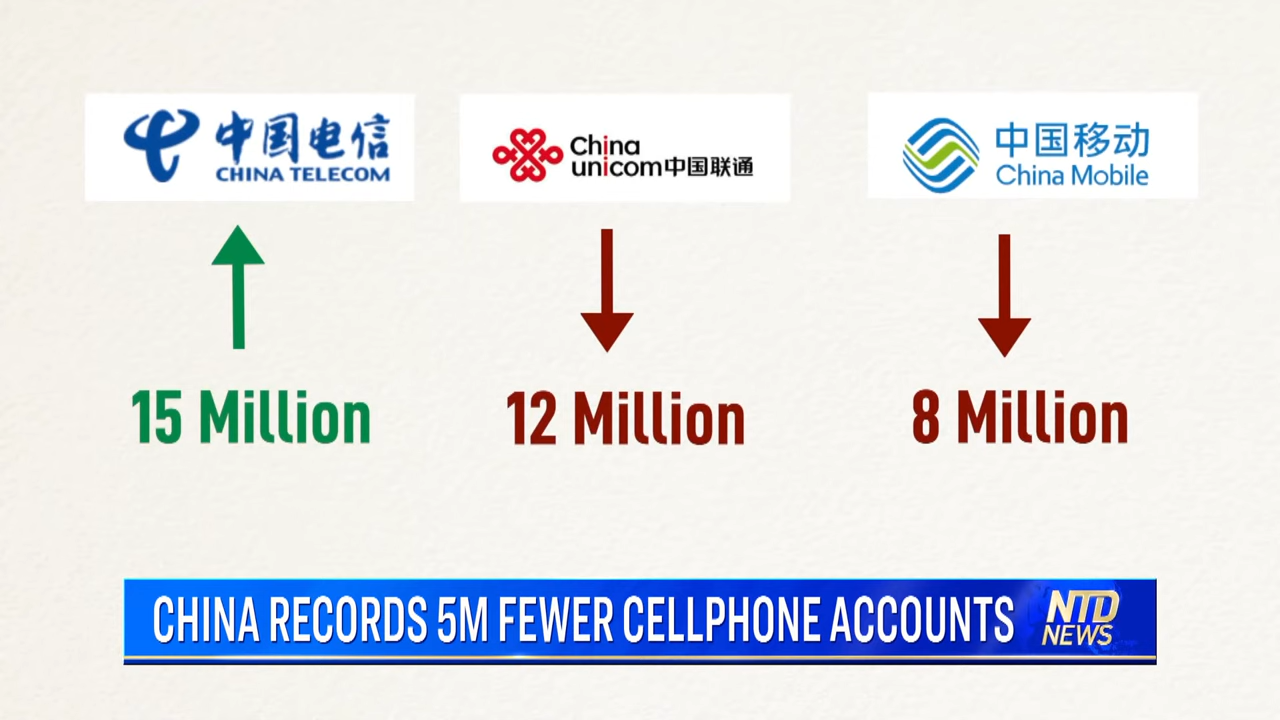 中国电信
CHINA TELECOM
China
unicom中国联通
中国移动
China Mobile
15 Million
12 Million
8 Million
CHINA RECORDS 5M FEWER CELLPHONE ACCOUNTS
NTD
NEWS